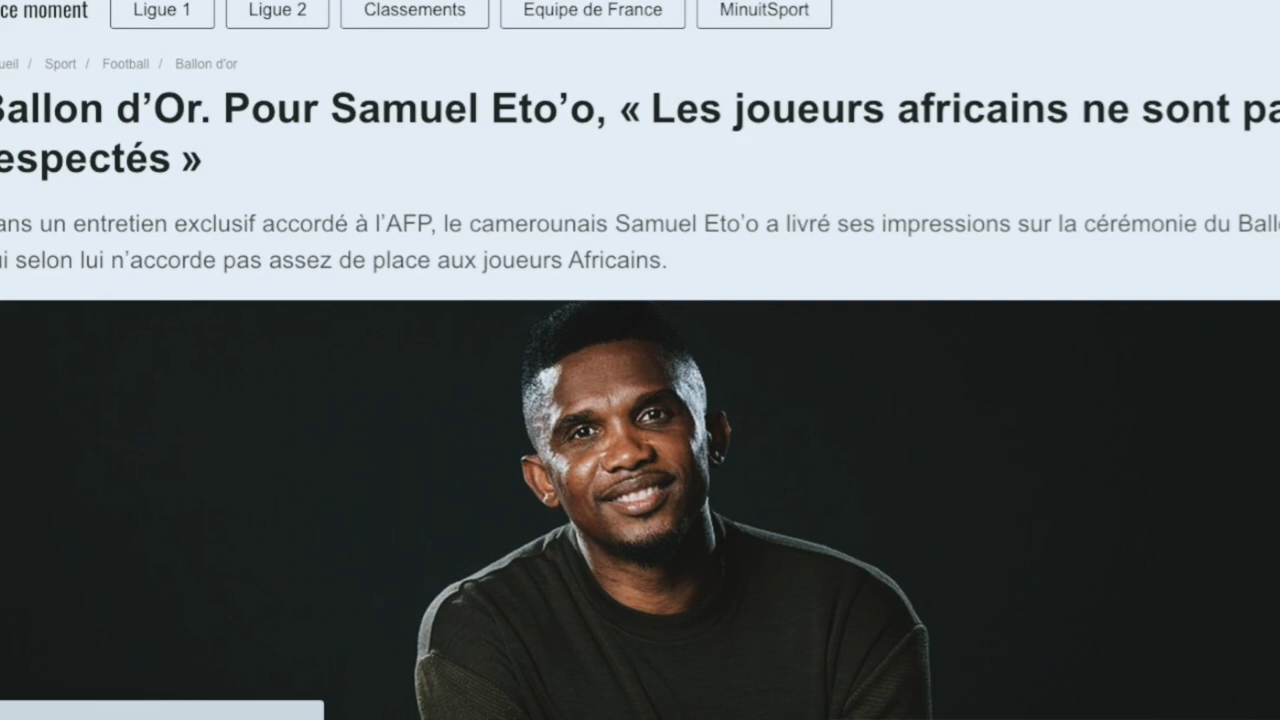 ce moment Ligue 1 Ligue 2 Classements Equipe de France MinuitSport
ueil / Sport / Football / Ballon d'or
Ballon d’Or. Pour Samuel Eto’o, « Les joueurs africains ne sont pa
espectés »
ans un entretien exclusif accordé à l’AFP, le camerounais Samuel Eto’o a livré ses impressions sur la cérémonie du Ball
ui selon lui n’accorde pas assez de place aux joueurs Africains.